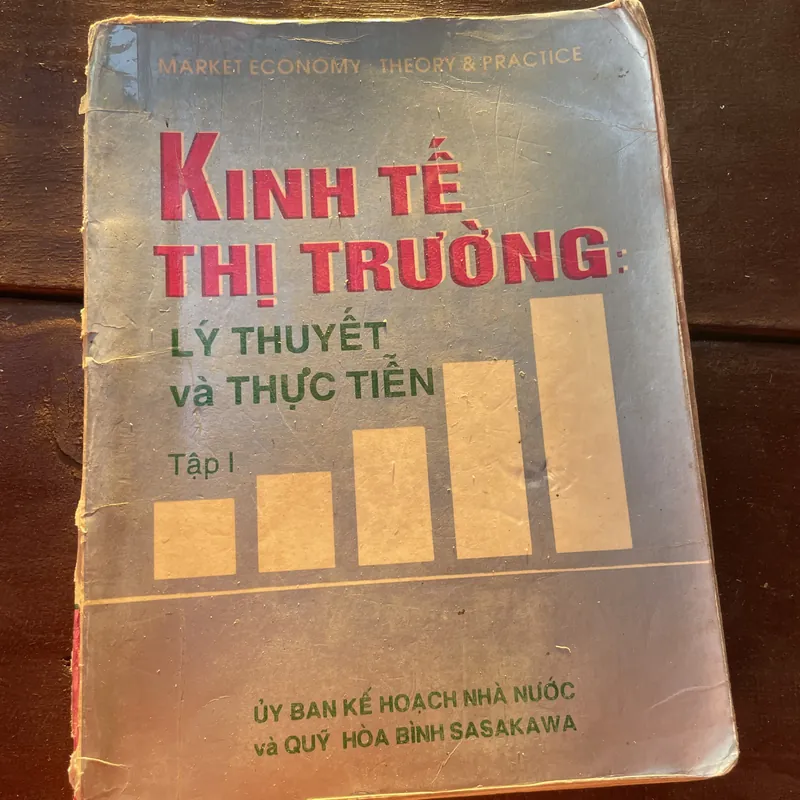 MARKET ECONOMY : THEORY & PRACTICE
KINH TẾ
THỊ TRƯỜNG:
LÝ THUYẾT
và THỰC TIỄN
Tập I
ỦY BAN KẾ HOẠCH NHÀ NƯỚC
và QUỸ HÒA BÌNH SASAKAWA